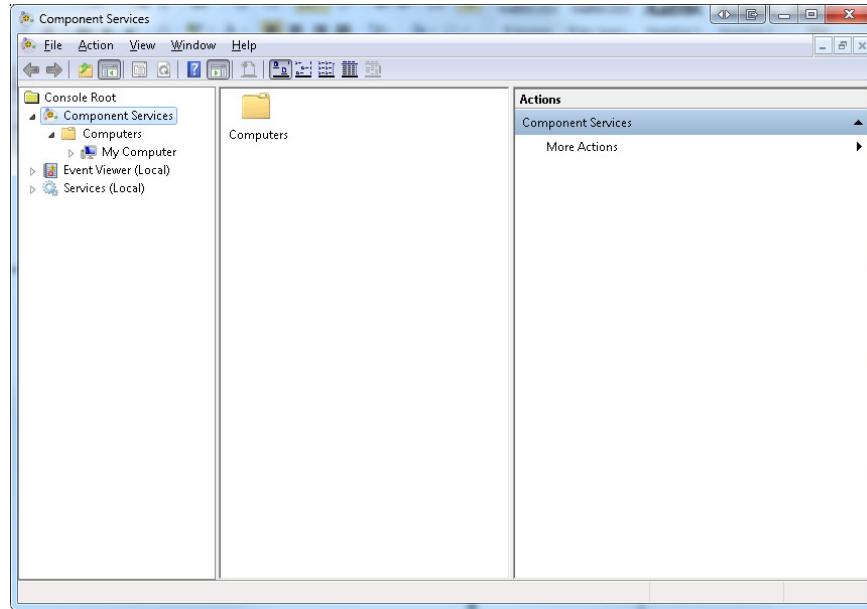 Component Services
File Action View Window Help
Console Root
Component Services
Computers
My Computer
Event Viewer (Local)
Services (Local)
Computers
Actions
Component Services
More Actions